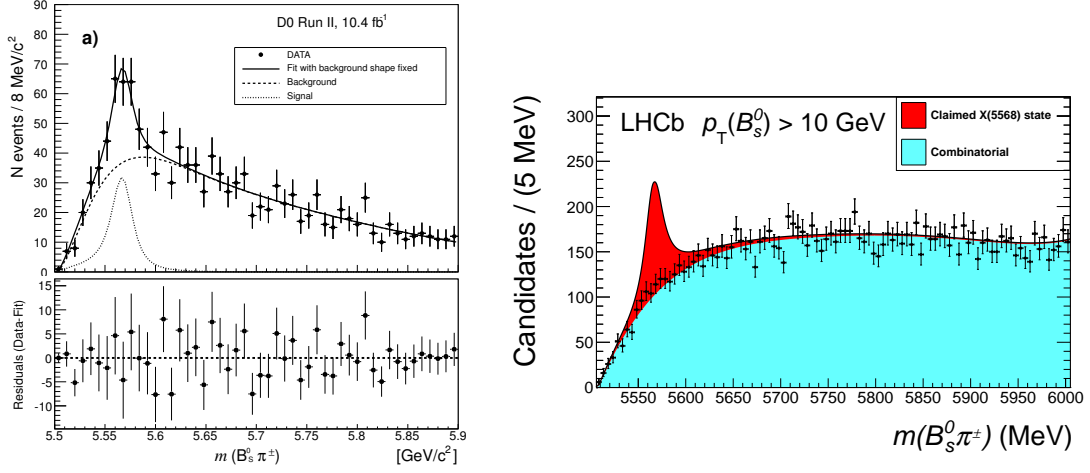 a)
D0 Run II, 10.4 fb⁻¹
DATA
Fit with background shape fixed
Background
Signal
N events / 8 MeV/c²
90
80
70
60
50
40
30
20
10
0
Residuals (Data-Fit)
15
10
5
0
-5
-10
5.5 5.55 5.6 5.65 5.7 5.75 5.8 5.85 5.9
m (B⁰ₛ π±) [GeV/c²]
LHCb pT(B⁰ₛ) > 10 GeV
Claimed X(5568) state
Combinatorial
Candidates / (5 MeV)
300
250
200
150
100
50
0
5550 5600 5650 5700 5750 5800 5850 5900 5950 6000
m(B⁰ₛπ±) (MeV)